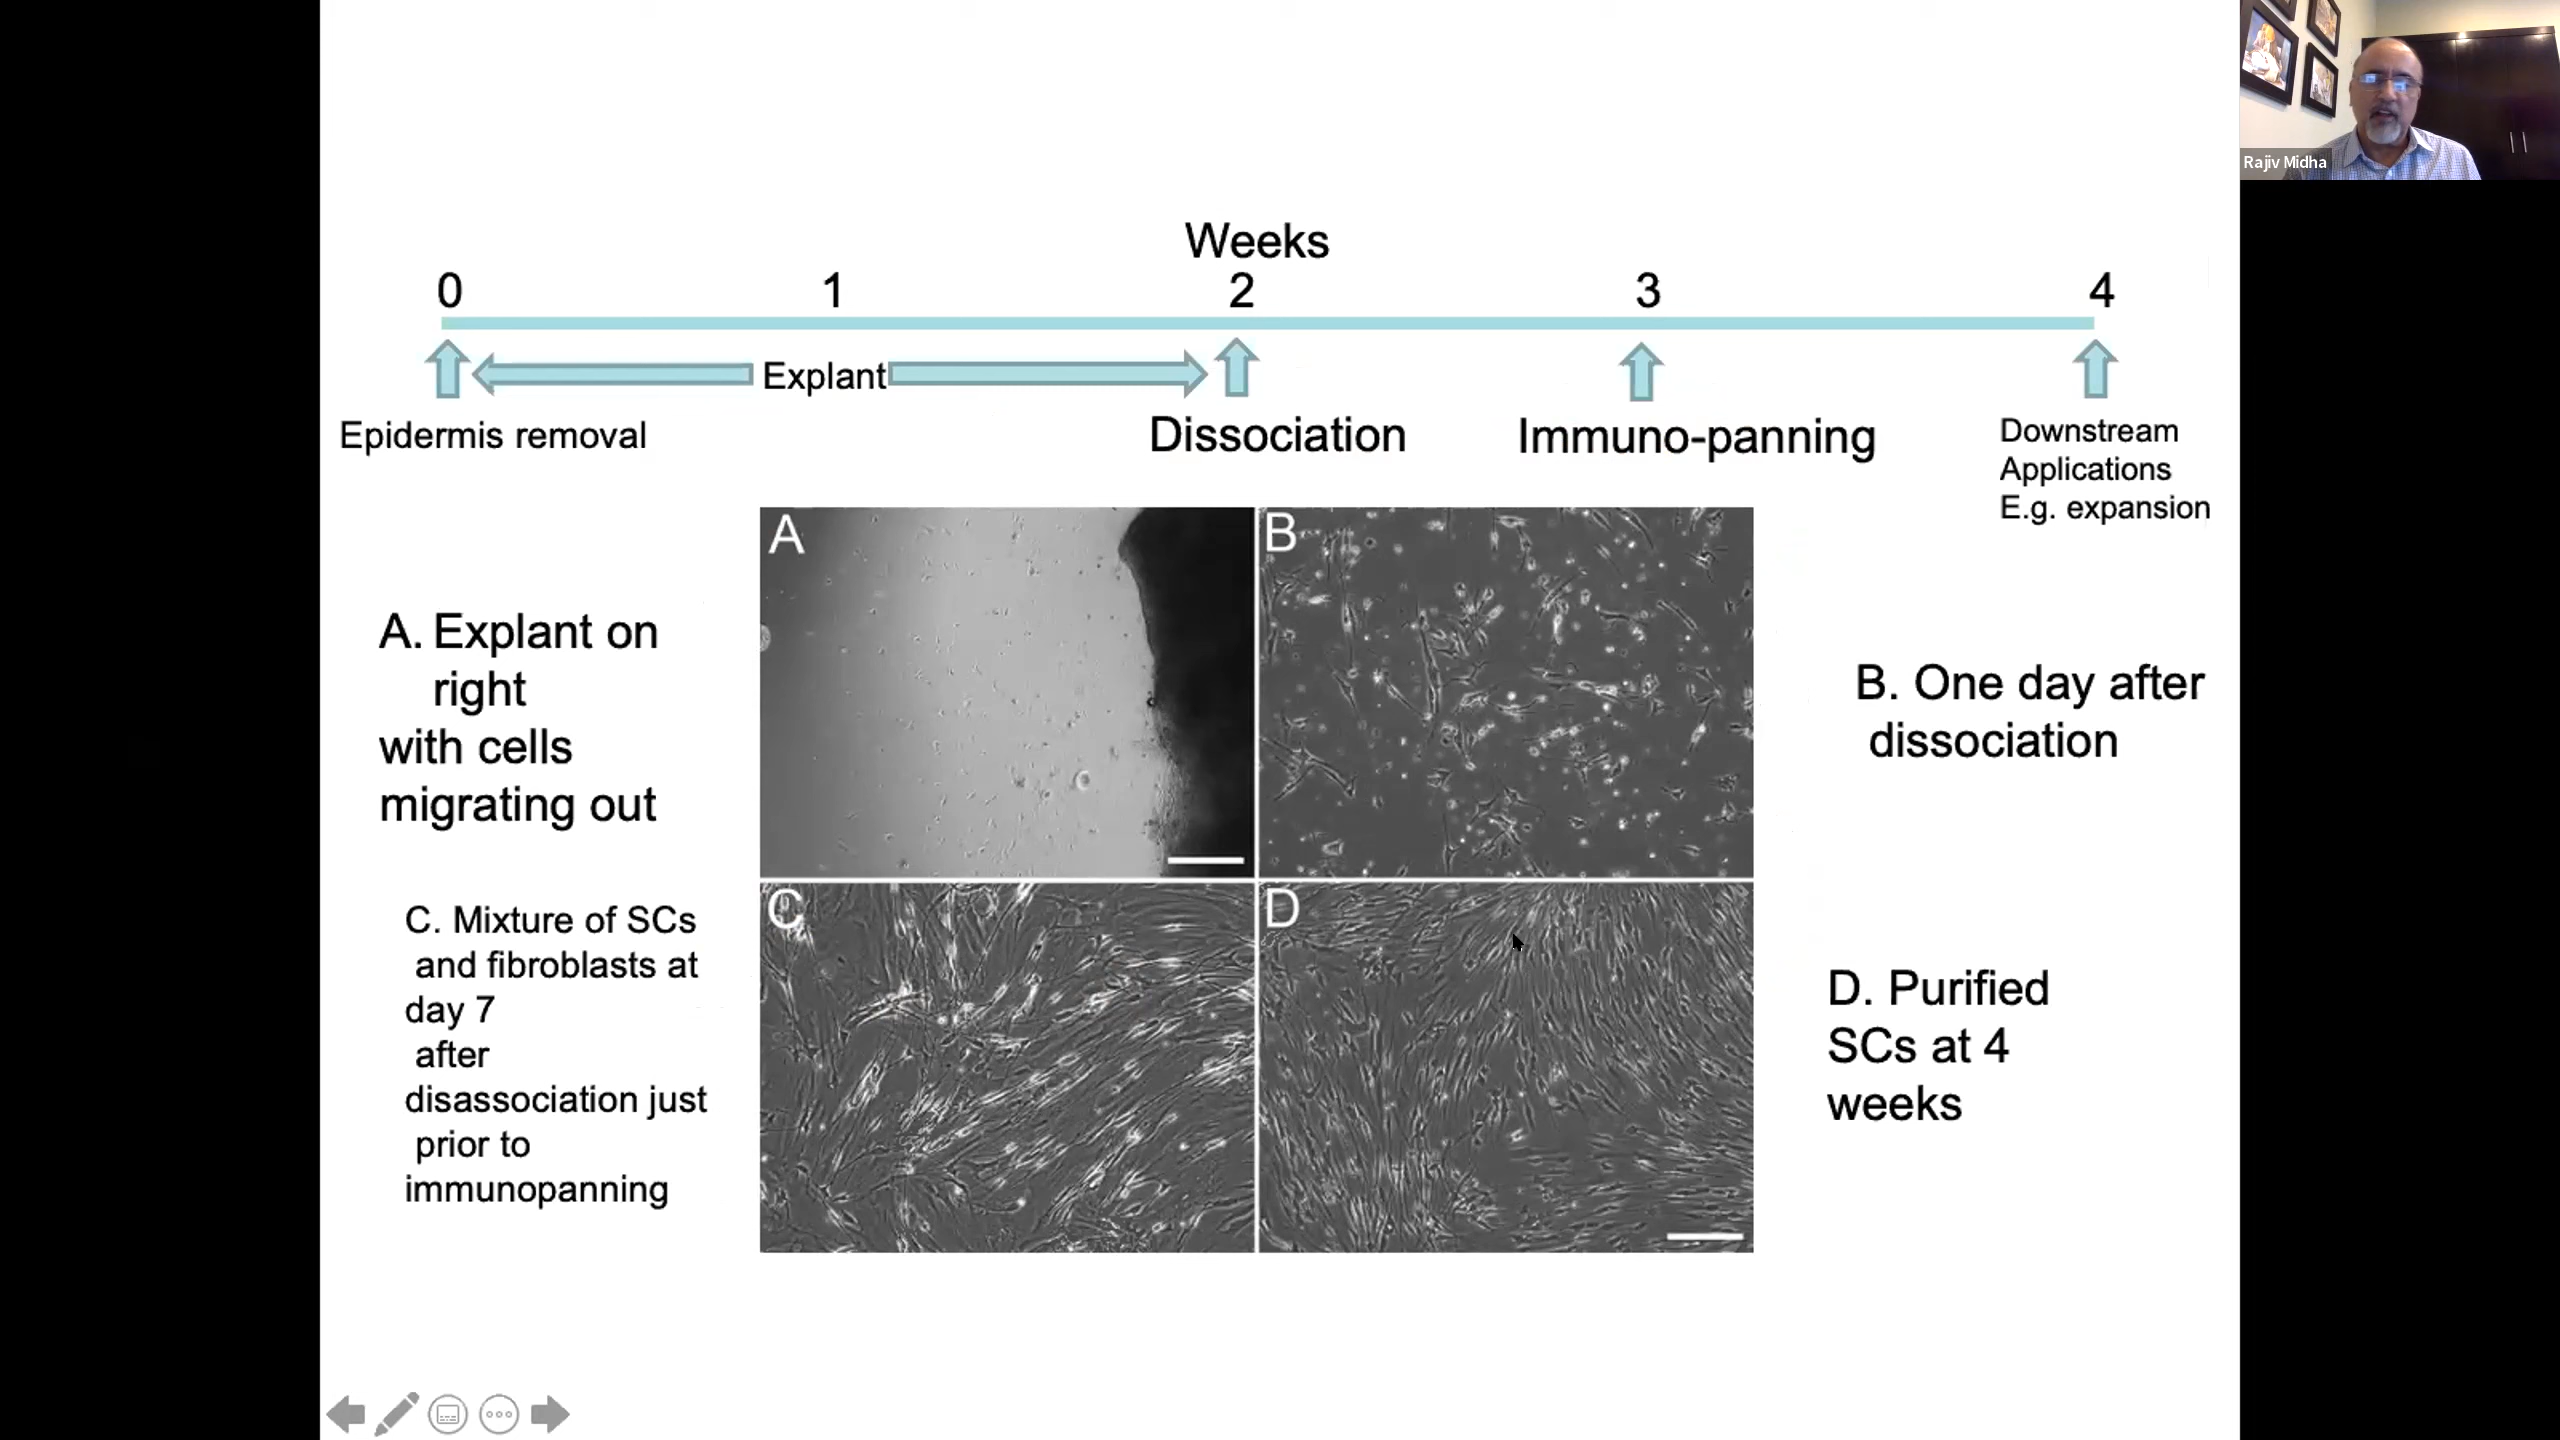 Rajiv Midha
Weeks
0 1 2 3 4
Explant
Epidermis removal
Dissociation
Immuno-panning
Downstream
Applications
E.g. expansion
A
B
C
D
A. Explant on
right
with cells
migrating out
B. One day after
dissociation
C. Mixture of SCs
and fibroblasts at
day 7
after
disassociation just
prior to
immunopanning
D. Purified
SCs at 4
weeks